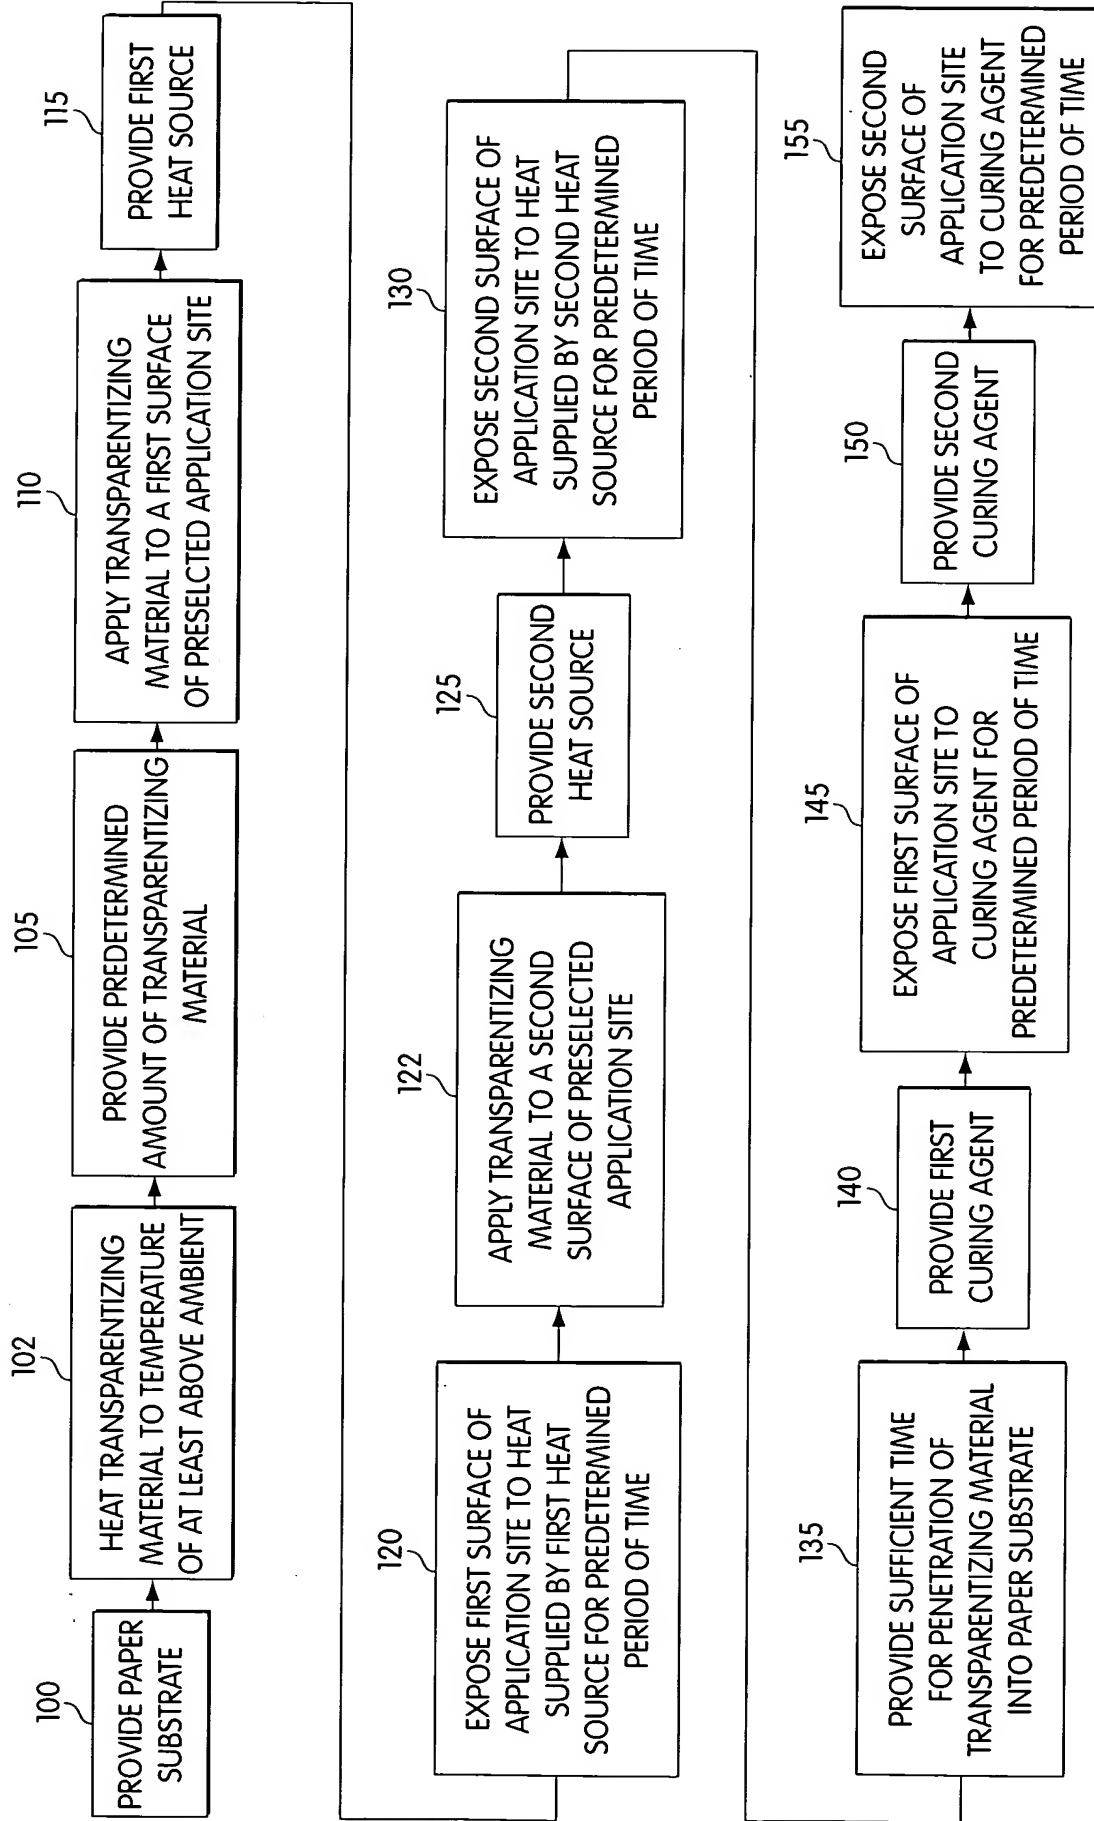 100
PROVIDE PAPER
SUBSTRATE
102
HEAT TRANSPARENTIZING
MATERIAL TO TEMPERATURE
OF AT LEAST ABOVE AMBIENT
105
PROVIDE PREDETERMINED
AMOUNT OF TRANSPARENTIZING
MATERIAL
110
APPLY TRANSPARENTIZING
MATERIAL TO A FIRST SURFACE
OF PRESELCTED APPLICATION SITE
115
PROVIDE FIRST
HEAT SOURCE
120
EXPOSE FIRST SURFACE OF
APPLICATION SITE TO HEAT
SUPPLIED BY FIRST HEAT
SOURCE FOR PREDETERMINED
PERIOD OF TIME
122
APPLY TRANSPARENTIZING
MATERIAL TO A SECOND
SURFACE OF PRESELECTED
APPLICATION SITE
125
PROVIDE SECOND
HEAT SOURCE
130
EXPOSE SECOND SURFACE OF
APPLICATION SITE TO HEAT
SUPPLIED BY SECOND HEAT
SOURCE FOR PREDETERMINED
PERIOD OF TIME
135
PROVIDE SUFFICIENT TIME
FOR PENETRATION OF
TRANSPARENTIZING MATERIAL
INTO PAPER SUBSTRATE
140
PROVIDE FIRST
CURING AGENT
145
EXPOSE FIRST SURFACE OF
APPLICATION SITE TO
CURING AGENT FOR
PREDETERMINED PERIOD OF TIME
150
PROVIDE SECOND
CURING AGENT
155
EXPOSE SECOND
SURFACE OF
APPLICATION SITE
TO CURING AGENT
FOR PREDETERMINED
PERIOD OF TIME